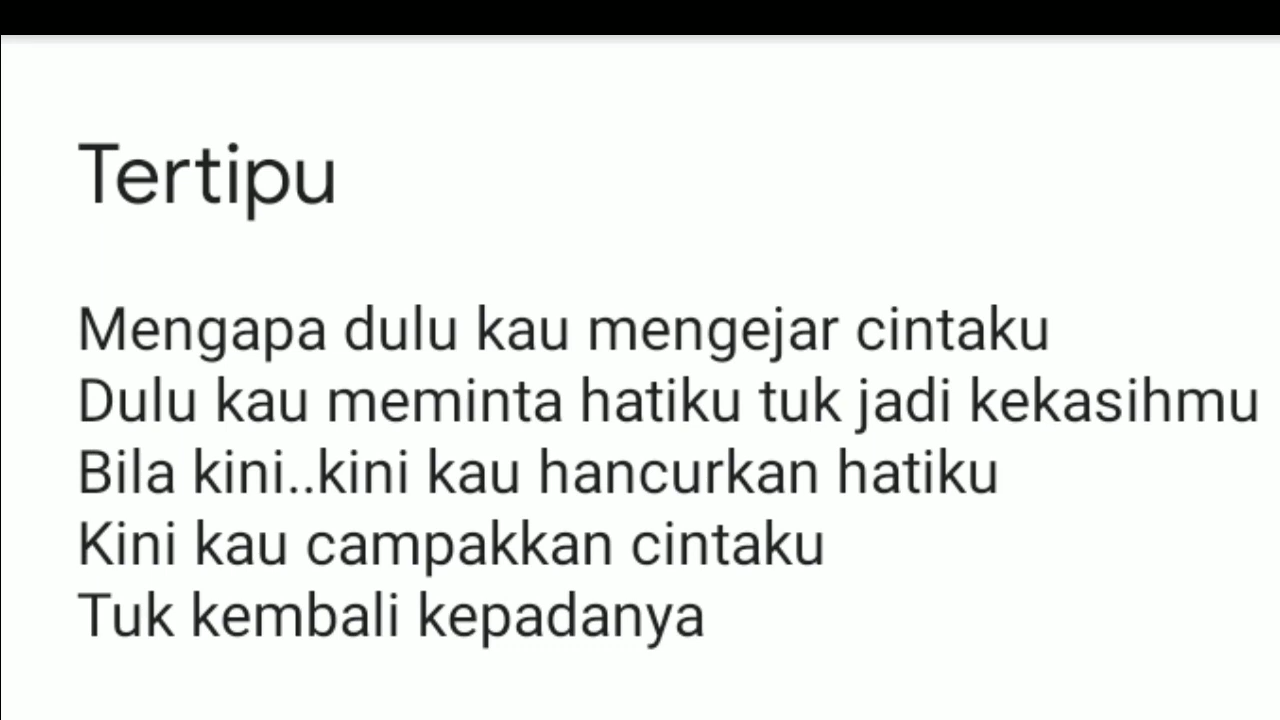 Tertipu
Mengapa dulu kau mengejar cintaku
Dulu kau meminta hatiku tuk jadi kekasihmu
Bila kini..kini kau hancurkan hatiku
Kini kau campakkan cintaku
Tuk kembali kepadanya